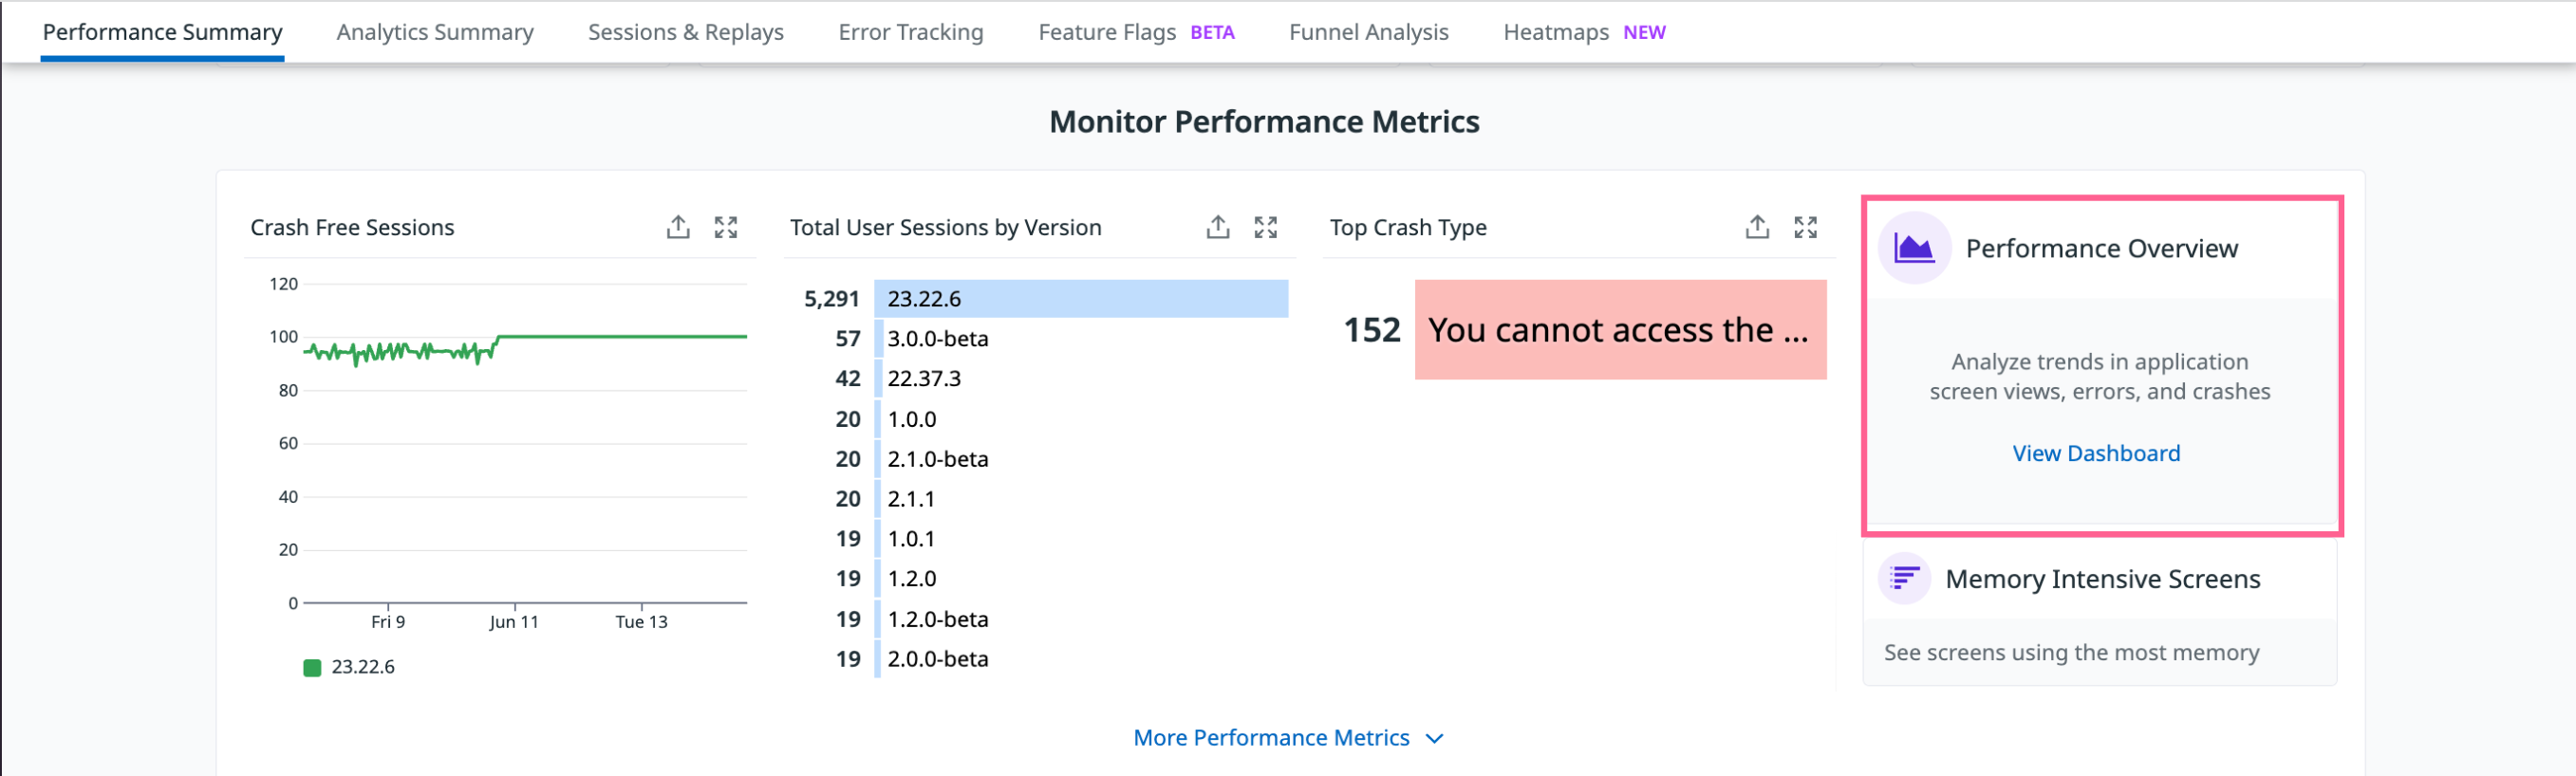 Performance Summary
Analytics Summary
Sessions & Replays
Error Tracking
Feature Flags BETA
Funnel Analysis
Heatmaps NEW
Monitor Performance Metrics
Crash Free Sessions
120
100
80
60
40
20
0
Fri 9
Jun 11
Tue 13
23.22.6
Total User Sessions by Version
5,291 23.22.6
57 3.0.0-beta
42 22.37.3
20 1.0.0
20 2.1.0-beta
20 2.1.1
19 1.0.1
19 1.2.0
19 1.2.0-beta
19 2.0.0-beta
Top Crash Type
152 You cannot access the ...
Performance Overview
Analyze trends in application
screen views, errors, and crashes
View Dashboard
Memory Intensive Screens
See screens using the most memory
More Performance Metrics